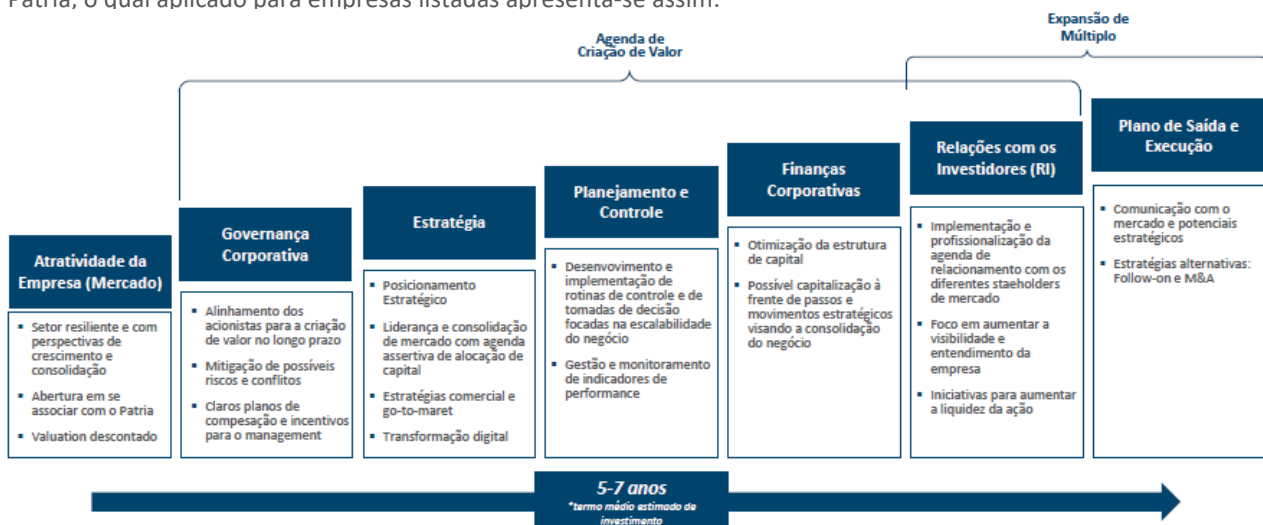 Patria, o qual aplicado para empresas listadas apresenta-se assim:
Agenda de
Criação de Valor
Expansão de
Múltiplo
Atratividade da
Empresa (Mercado)
▪ Setor resiliente e com
perspectivas de
crescimento e
consolidação
▪ Abertura em se
associar com o Patria
▪ Valuation descontado
Governança
Corporativa
▪ Alinhamento dos
acionistas para a criação
de valor no longo prazo
▪ Mitigação de possíveis
riscos e conflitos
▪ Claros planos de
compesação e incentivos
para o management
Estratégia
▪ Posicionamento
Estratégico
▪ Liderança e consolidação
de mercado com agenda
assertiva de alocação de
capital
▪ Estratégias comercial e
go-to-maret
▪ Transformação digital
Planejamento e
Controle
▪ Desenvovimento e
implementação de
rotinas de controle e de
tomadas de decisão
focadas na escalabilidade
do negócio
▪ Gestão e monitoramento
de indicadores de
performance
Finanças
Corporativas
▪ Otimização da estrutura
de capital
▪ Possível capitalização à
frente de passos e
movimentos estratégicos
visando a consolidação
do negócio
Relações com os
Investidores (RI)
▪ Implementação e
profissionalização da
agenda de
relacionamento com os
diferentes staeholders
de mercado
▪ Foco em aumentar a
visibilidade e
entendimento da
empresa
▪ Iniciativas para aumentar
a liquidez da ação
Plano de Saída e
Execução
▪ Comunicação com o
mercado e potenciais
estratégicos
▪ Estratégias alternativas:
Follow-on e M&A
5-7 anos
*termo médio estimado de
investimento